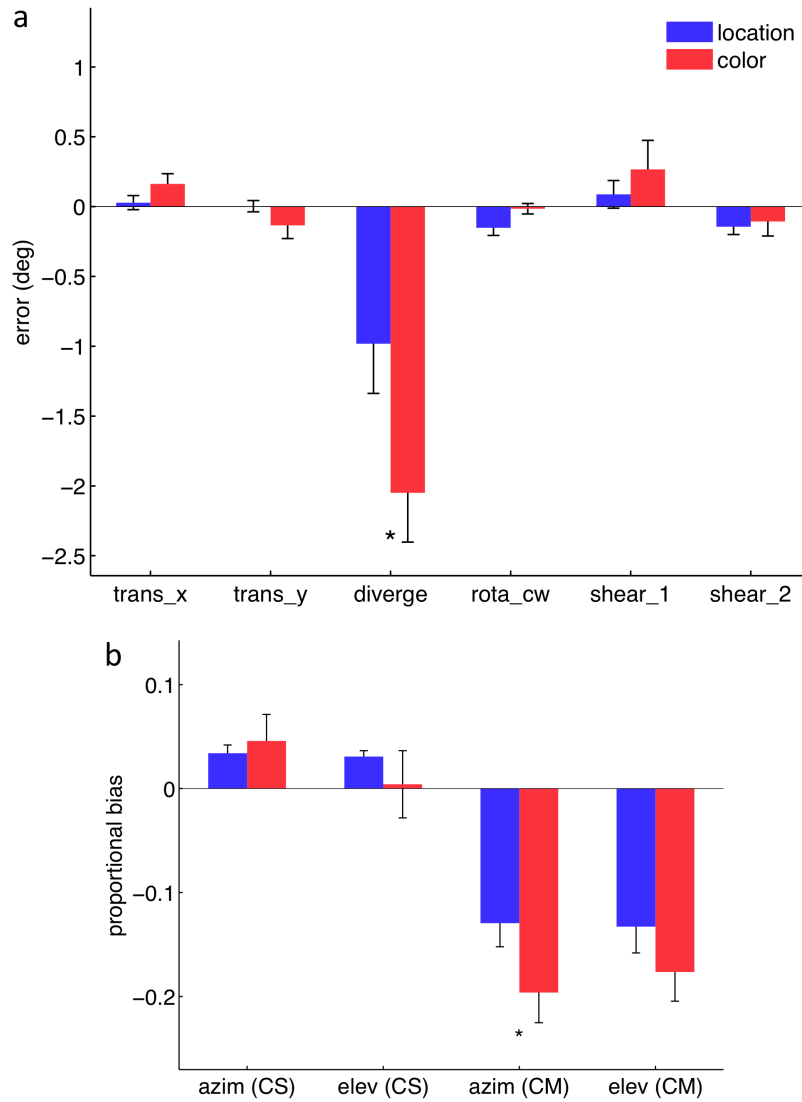 a
location
color
1
0.5
0
−0.5
−1
−1.5
−2
−2.5
error (deg)
*
trans_x trans_y diverge rota_cw shear_1 shear_2
b
0.1
0
−0.1
−0.2
proportional bias
*
azim (CS) elev (CS) azim (CM) elev (CM)